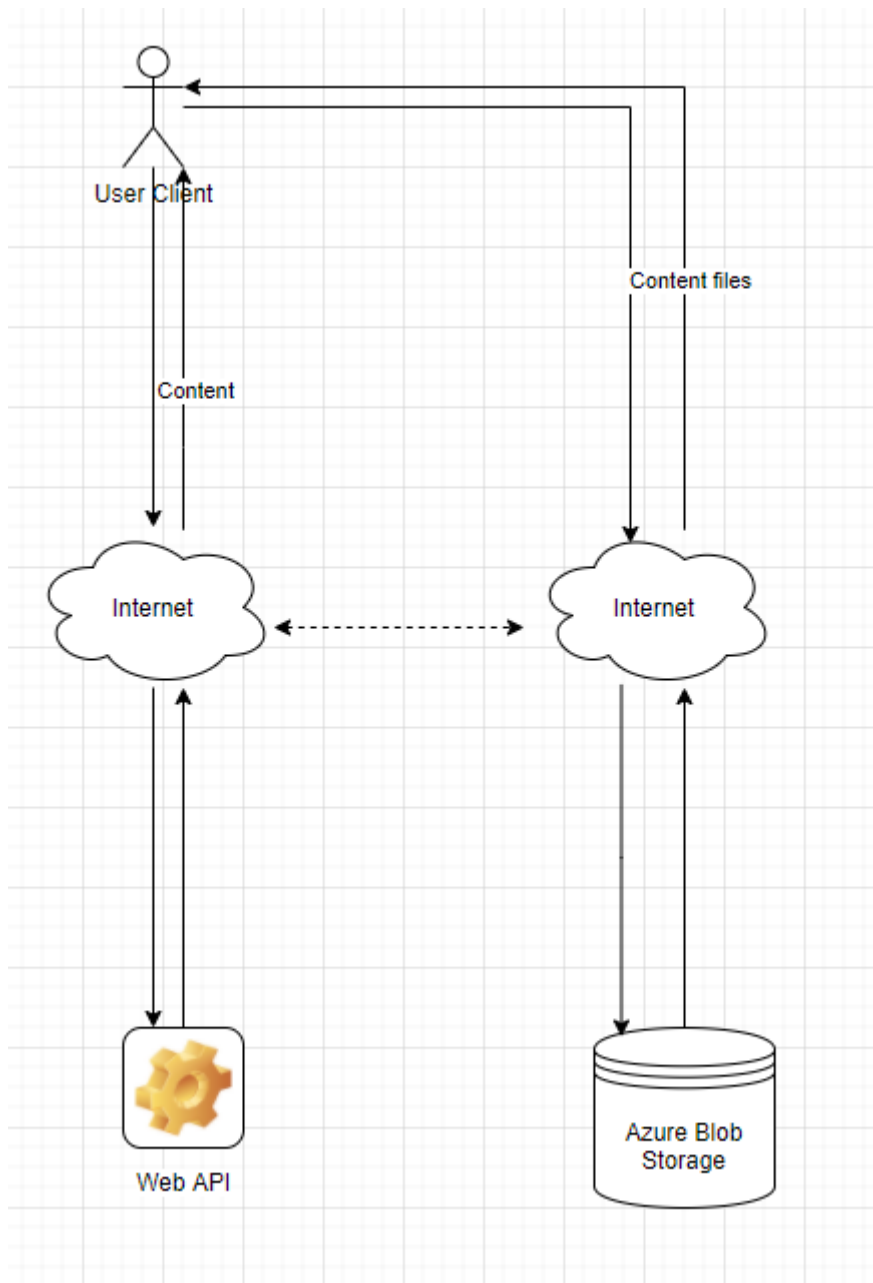 User Client
Content files
Content
Internet
Internet
Azure Blob
Storage
Web API